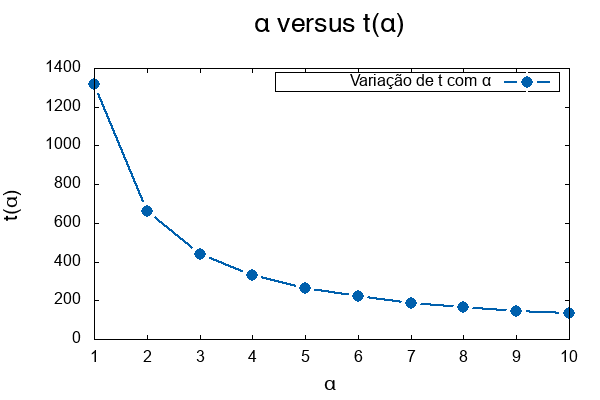 α versus t(α)
Variação de t com α
t(α)
1400
1200
1000
800
600
400
200
0
1 2 3 4 5 6 7 8 9 10
α